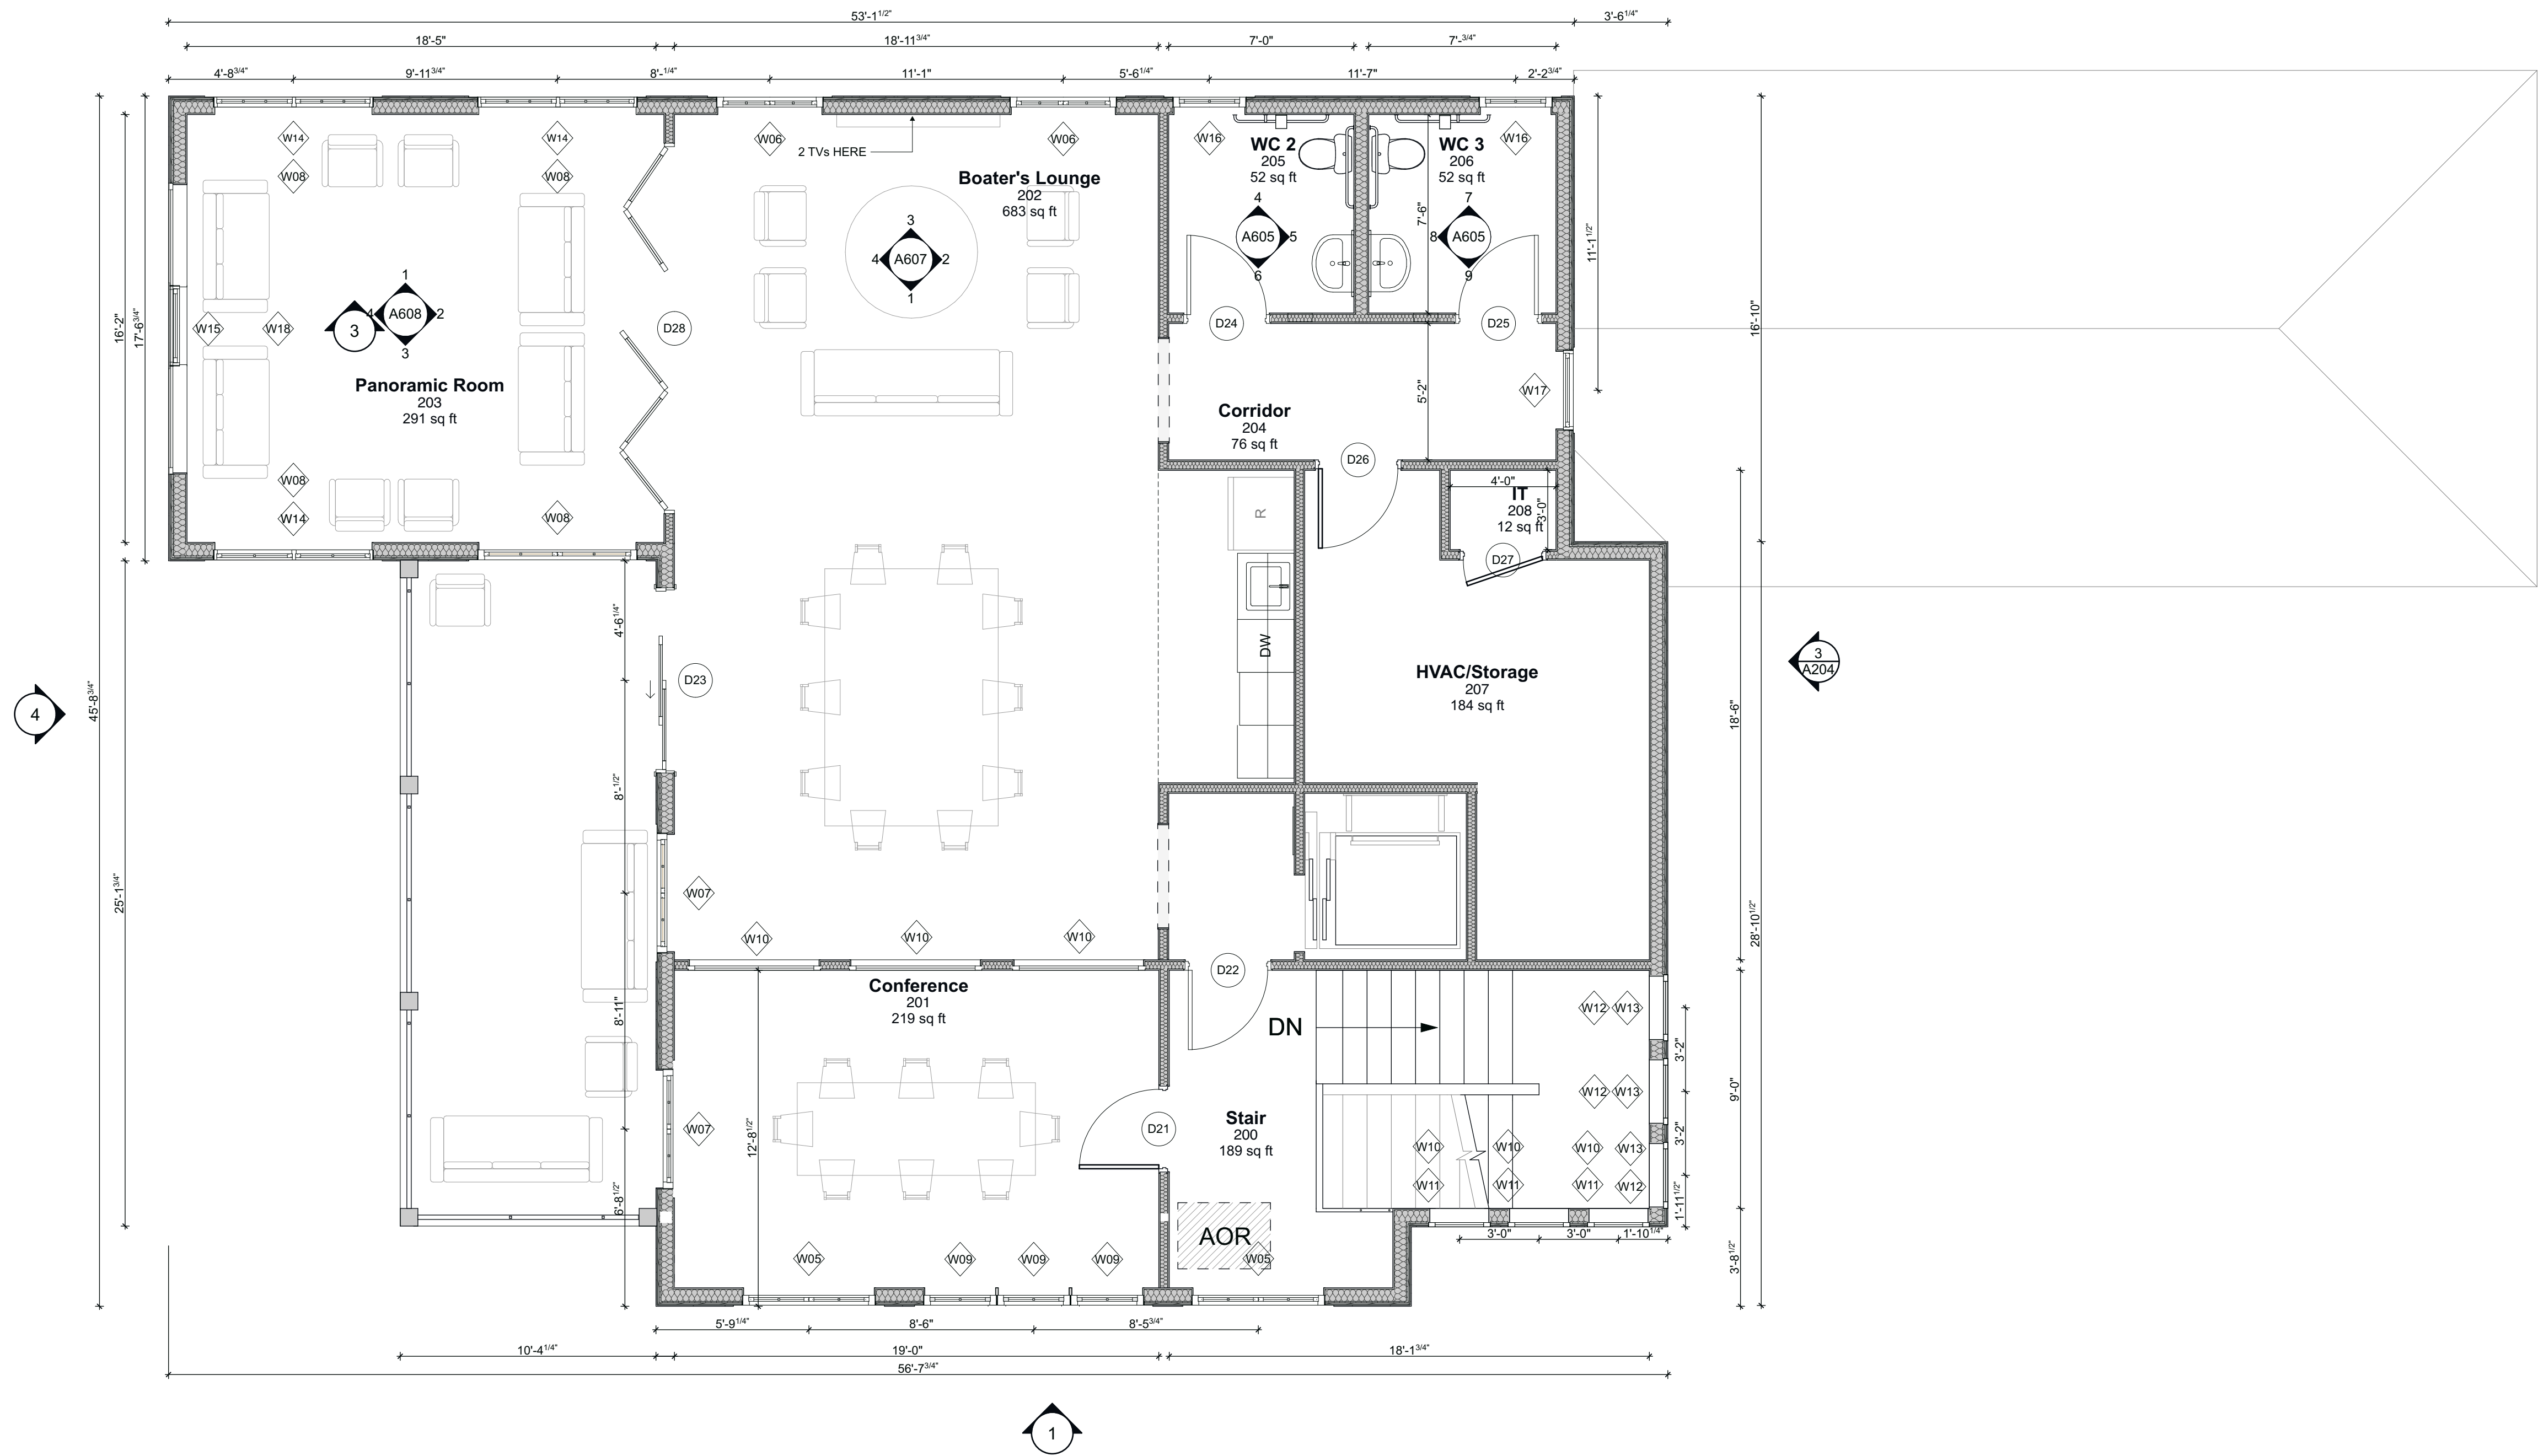 53'-1 1/2"
3'-6 1/4"
18'-5"
18'-11 3/4"
7'-0"
7'- 3/4"
4'-8 3/4"
9'-11 3/4"
8'- 1/4"
11'-1"
5'-6 1/4"
11'-7"
2'-2 3/4"
W14
W14
W06
2 TVs HERE
W06
W16
WC 2
205
52 sq ft
WC 3
206
52 sq ft
W16
W08
W08
Boater's Lounge
202
683 sq ft
3
4
A607
2
1
4
A605
5
6
7
8
A605
9
7'-6"
11'-1 1/2"
16'-10"
1
4
A608
2
3
3
W15
W18
D28
D24
D25
16'-2"
17'-6 3/4"
Panoramic Room
203
291 sq ft
5'-2"
W17
Corridor
204
76 sq ft
D26
W08
W14
W08
R
4'-0"
IT
208
12 sq ft
3'-0"
D27
4'-6 1/4"
DW
D23
HVAC/Storage
207
184 sq ft
3
A204
4
45'-8 3/4"
18'-6"
8'- 1/2"
25'-1 3/4"
W07
W10
W10
W10
28'-10 1/2"
D22
Conference
201
219 sq ft
8'-11"
DN
W12
W13
3'-2"
W12
W13
9'-0"
W07
12'-8 1/2"
D21
Stair
200
189 sq ft
W10
W10
W10
W13
3'-2"
W11
W11
W11
W12
1'-11 1/2"
6'-8 1/2"
AOR
W05
W09
W09
W09
W05
3'-0"
3'-0"
1'-10 1/4"
3'-8 1/2"
5'-9 1/4"
8'-6"
8'-5 3/4"
10'-4 1/4"
19'-0"
18'-1 3/4"
56'-7 3/4"
1